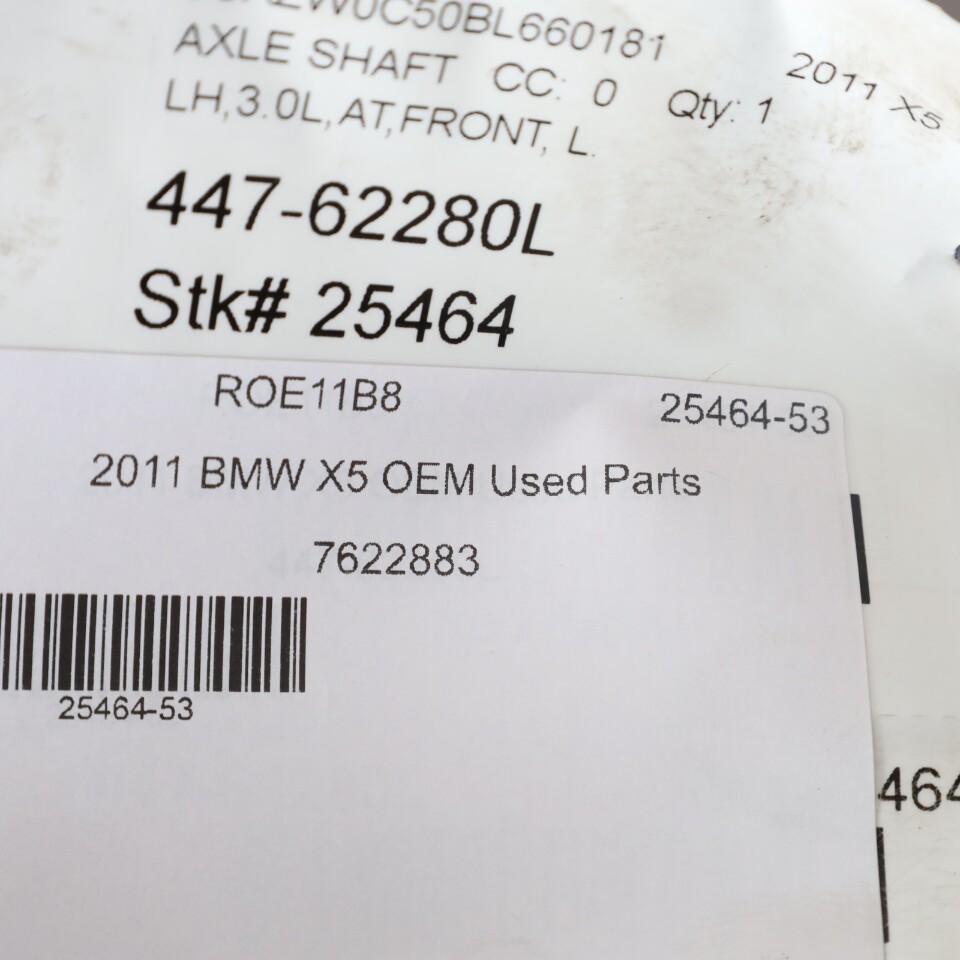 W0C50BL660181
AXLE SHAFT CC: 0 Qty: 1
2011 X5
LH,3.0L,AT,FRONT, L.
447-62280L
Stk# 25464
ROE11B8 25464-53
2011 BMW X5 OEM Used Parts
7622883
25464-53
464